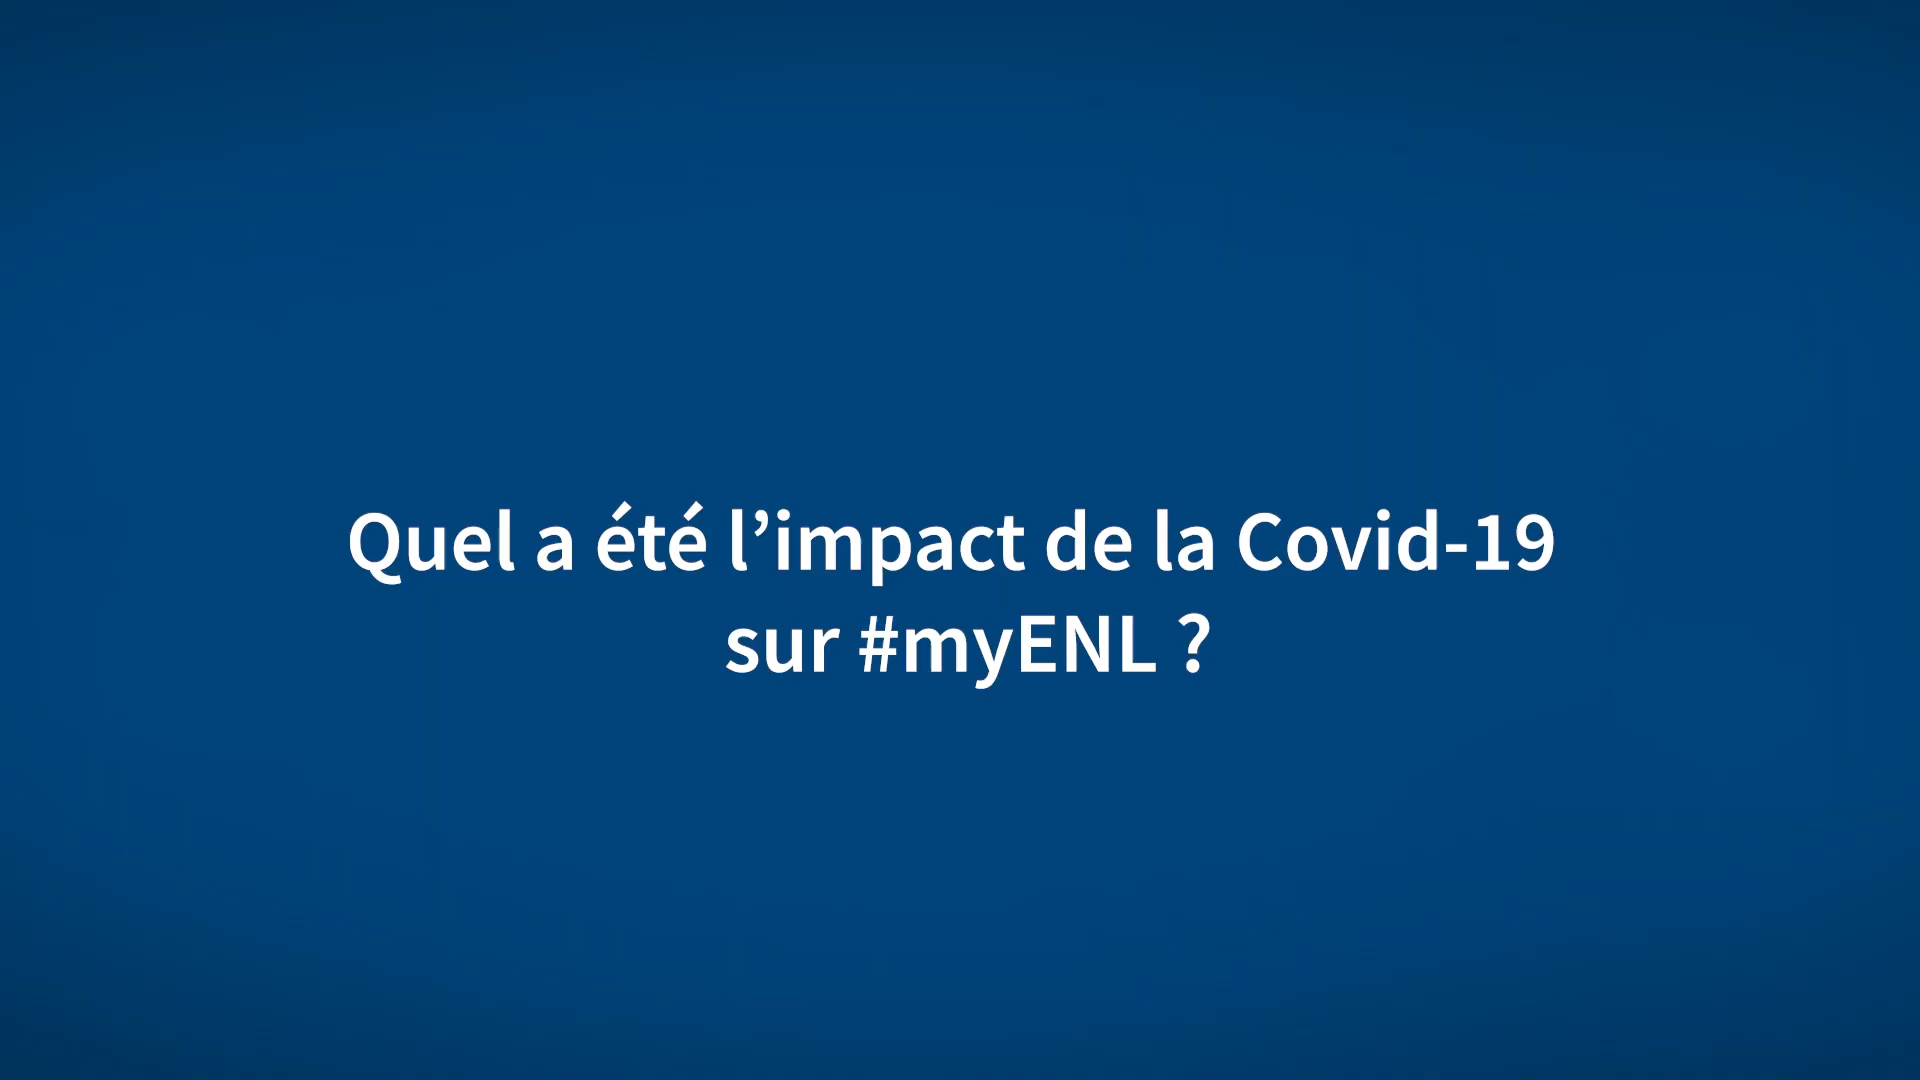 Quel a été l’impact de la Covid-19
sur #myENL ?